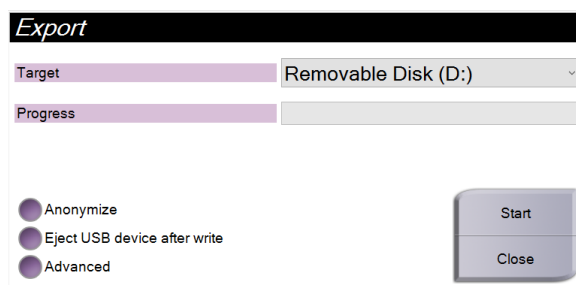 Export
Target
Removable Disk (D:)
Progress
Anonymize
Eject USB device after write
Advanced
Start
Close